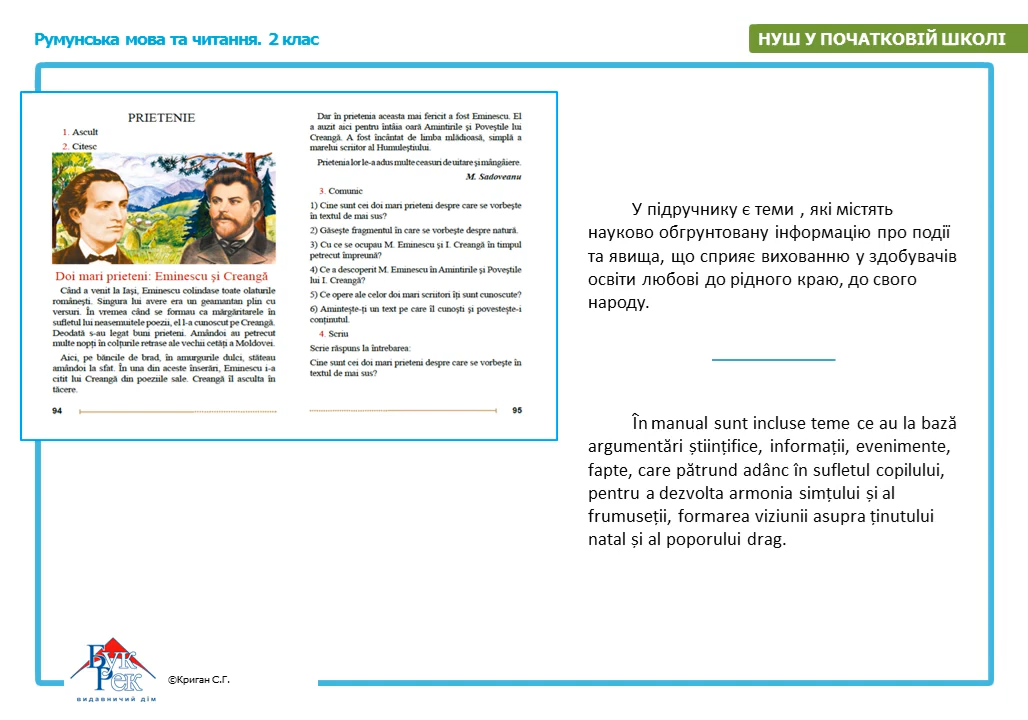 Румунська мова та читання. 2 клас
НУШ У ПОЧАТКОВІЙ ШКОЛІ
PRIETENIE
1. Ascult
2. Citesc
Doi mari prieteni: Eminescu și Creangă
Când a venit la Iași, Eminescu colindase toate olaturile
românești. Singura lui avere era un geamantan plin cu
versuri. În vremea când se formau ca mărgăritarele în
sufletul lui neasemuitele poezii, el l-a cunoscut pe Creangă.
Deodată s-au legat buni prieteni. Amândoi au petrecut
multe nopți în colțurile retrase ale vechii cetăți a Moldovei.
Aici, pe băncile de brad, în amurgurile dulci, stăteau
amândoi la sfat. În una din aceste înserări, Eminescu i-a
citit lui Creangă din poeziile sale. Creangă îl asculta în
tăcere.
94
Dar în prietenia aceasta mai fericit a fost Eminescu. El
a auzit aici pentru întâia oară Amintirile și Poveștile lui
Creangă. A fost încântat de limba mlădioasă, simplă a
marelui scriitor al Humuleștiului.
Prietenia lor le-a adus multe ceasuri de uitare și mângâiere.
M. Sadoveanu
3. Comunic
1) Cine sunt cei doi mari prieteni despre care se vorbește
în textul de mai sus?
2) Găsește fragmentul în care se vorbește despre natură.
3) Cu ce se ocupau M. Eminescu și I. Creangă în timpul
petrecut împreună?
4) Ce a descoperit M. Eminescu în Amintirile și Poveștile
lui I. Creangă?
5) Ce opere ale celor doi mari scriitori îți sunt cunoscute?
6) Amintește-ți un text pe care îl cunoști și povestește-i
conținutul.
4. Scriu
Scrie răspuns la întrebarea:
Cine sunt cei doi mari prieteni despre care se vorbește în
textul de mai sus?
95
У підручнику є теми , які містять
науково обгрунтовану інформацію про події
та явища, що сприяє вихованню у здобувачів
освіти любові до рідного краю, до свого
народу.
În manual sunt incluse teme ce au la bază
argumentări științifice, informații, evenimente,
fapte, care pătrund adânc în sufletul copilului,
pentru a dezvolta armonia simțului și al
frumuseții, formarea viziunii asupra ținutului
natal și al poporului drag.
Бук
Рек
видавничий дім
©Криган С.Г.